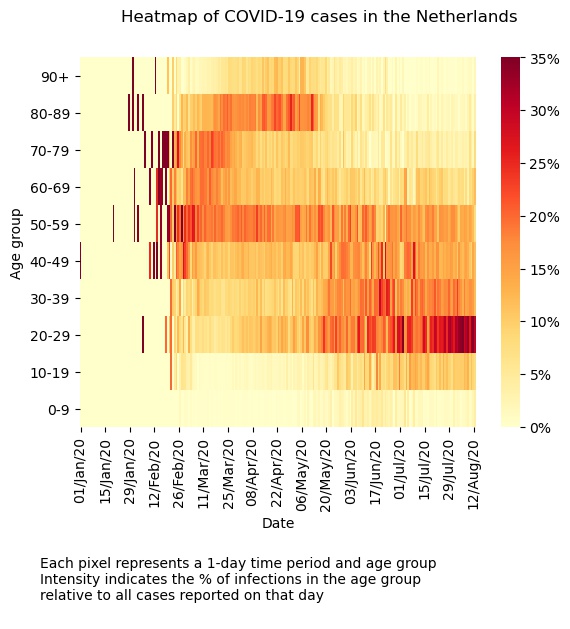 Heatmap of COVID-19 cases in the Netherlands
90+
80-89
70-79
60-69
50-59
40-49
30-39
20-29
10-19
0-9
Age group
35%
30%
25%
20%
15%
10%
5%
0%
01/Jan/20
15/Jan/20
29/Jan/20
12/Feb/20
26/Feb/20
11/Mar/20
25/Mar/20
08/Apr/20
22/Apr/20
06/May/20
20/May/20
03/Jun/20
17/Jun/20
01/Jul/20
15/Jul/20
29/Jul/20
12/Aug/20
Date
Each pixel represents a 1-day time period and age group
Intensity indicates the % of infections in the age group
relative to all cases reported on that day